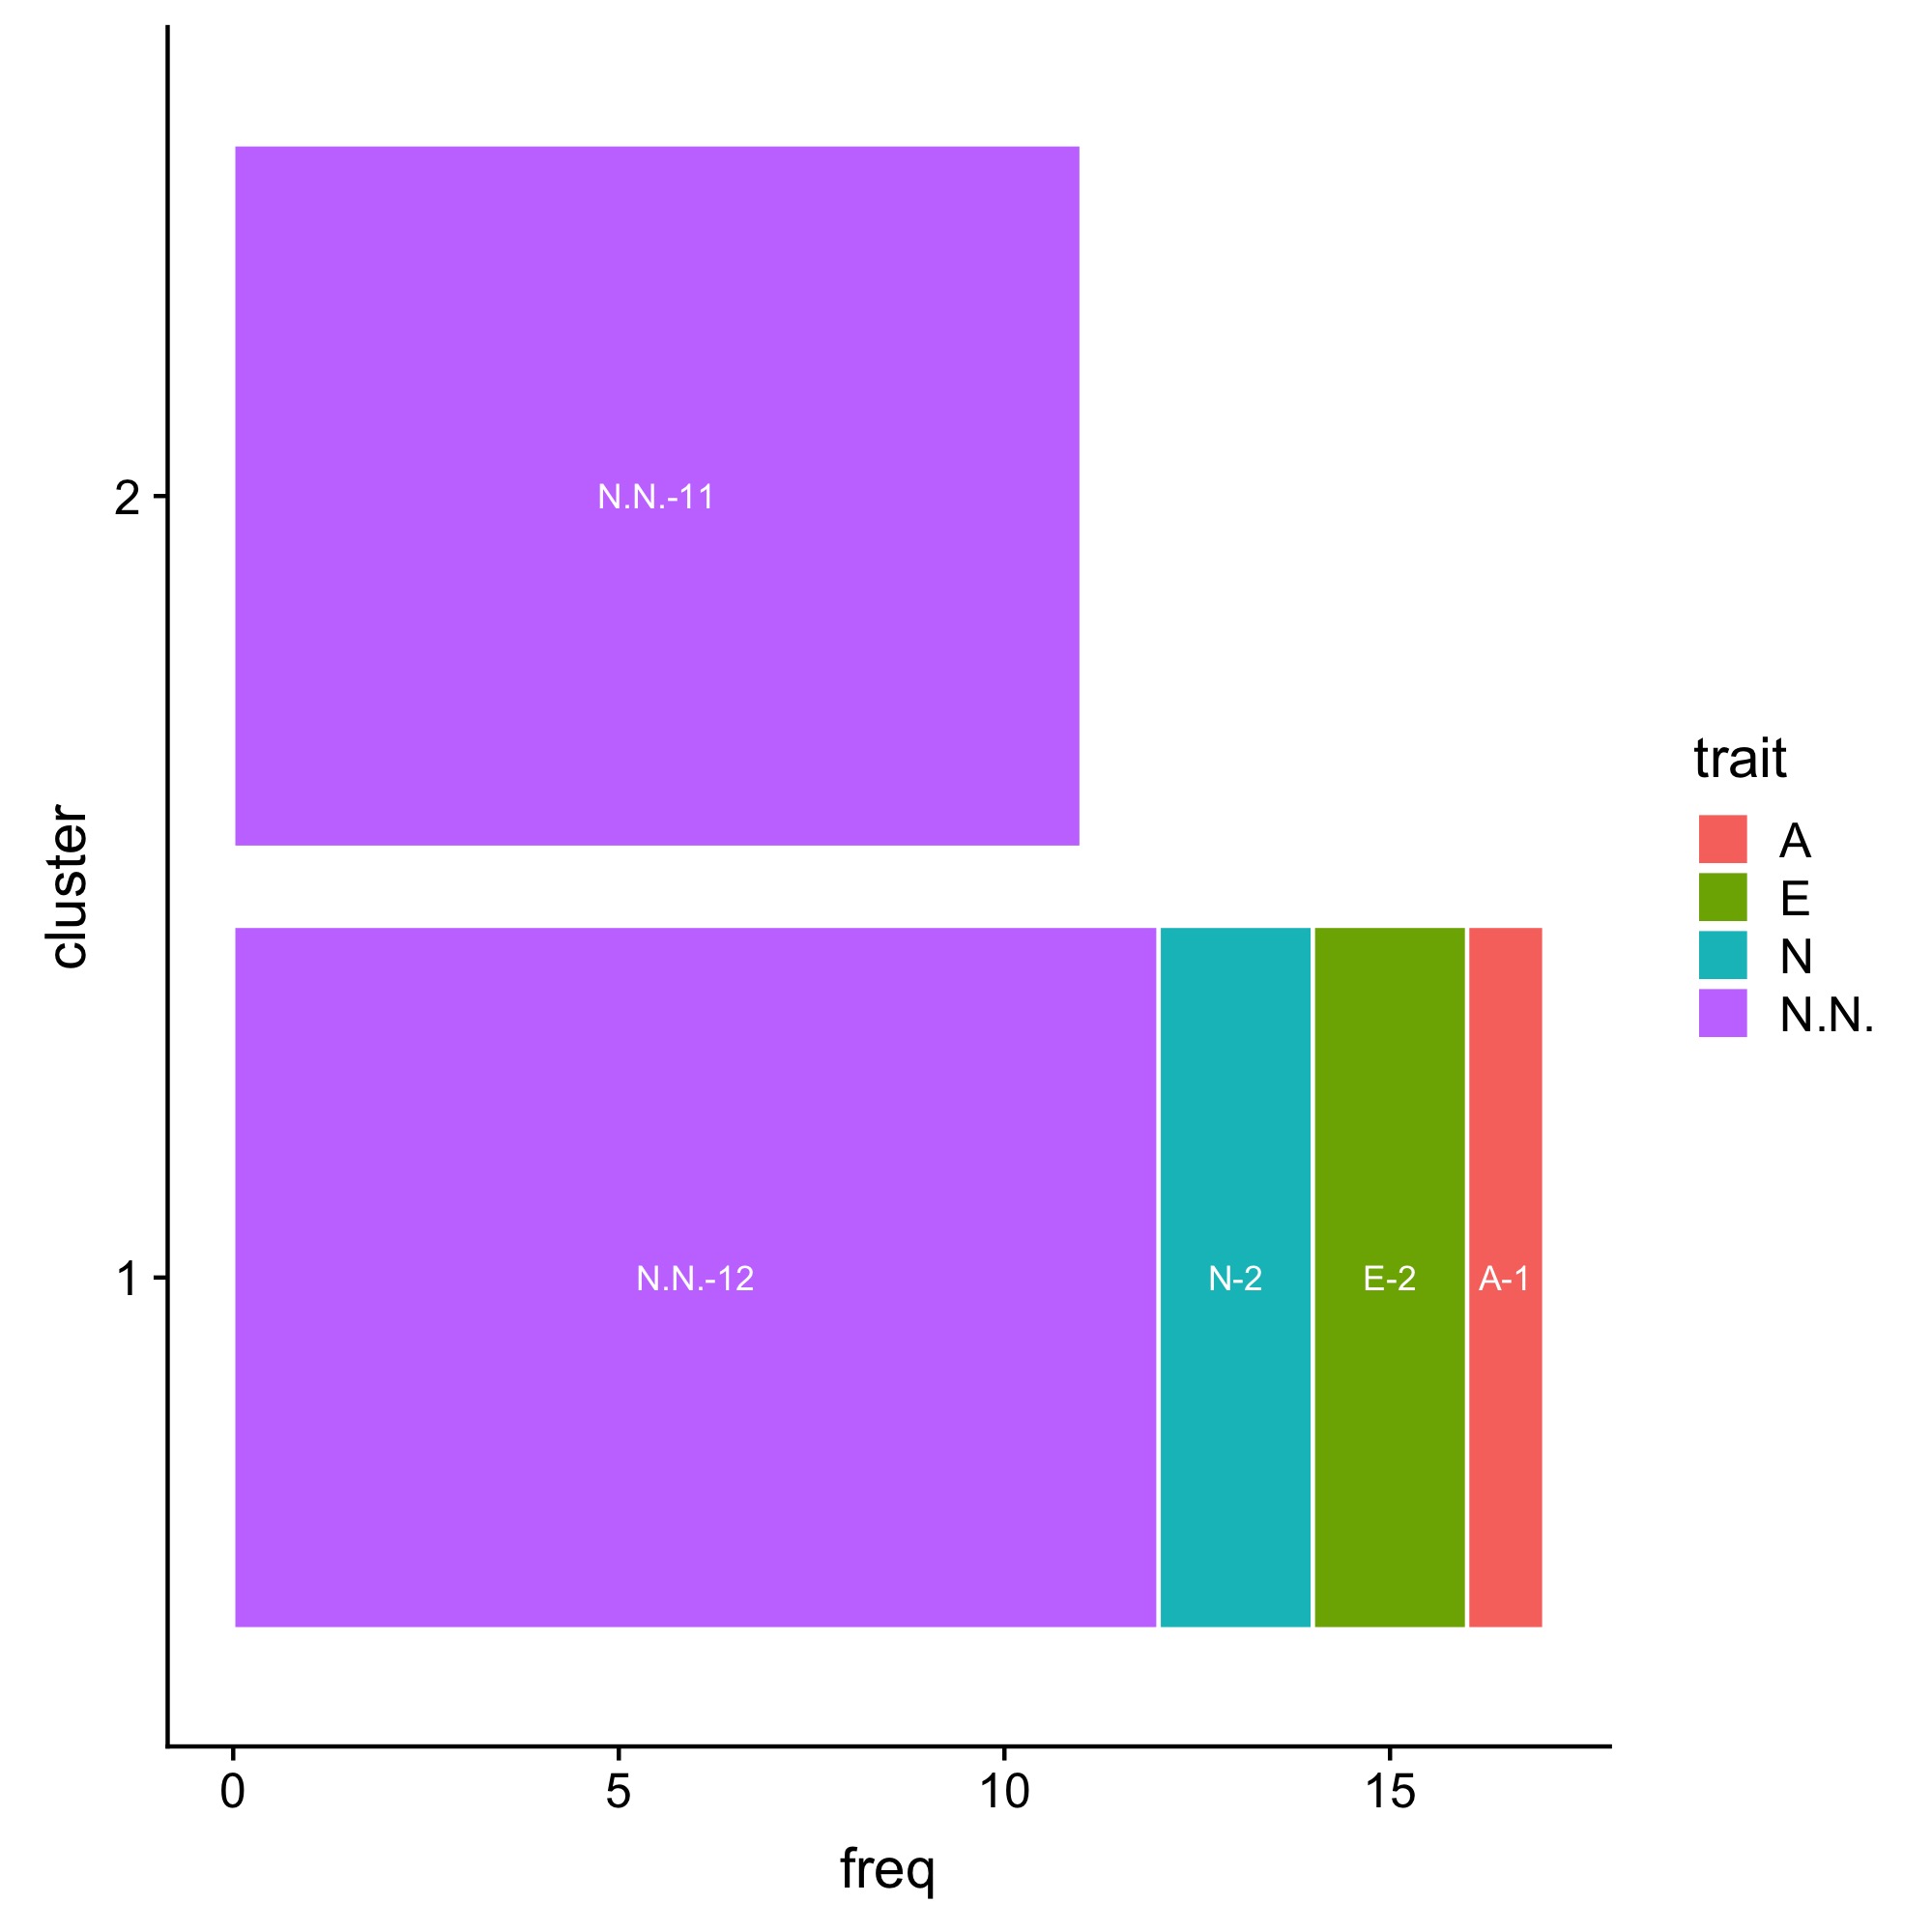 cluster
2
1
N.N.-11
N.N.-12
N-2
E-2
A-1
0
5
10
15
freq
trait
A
E
N
N.N.